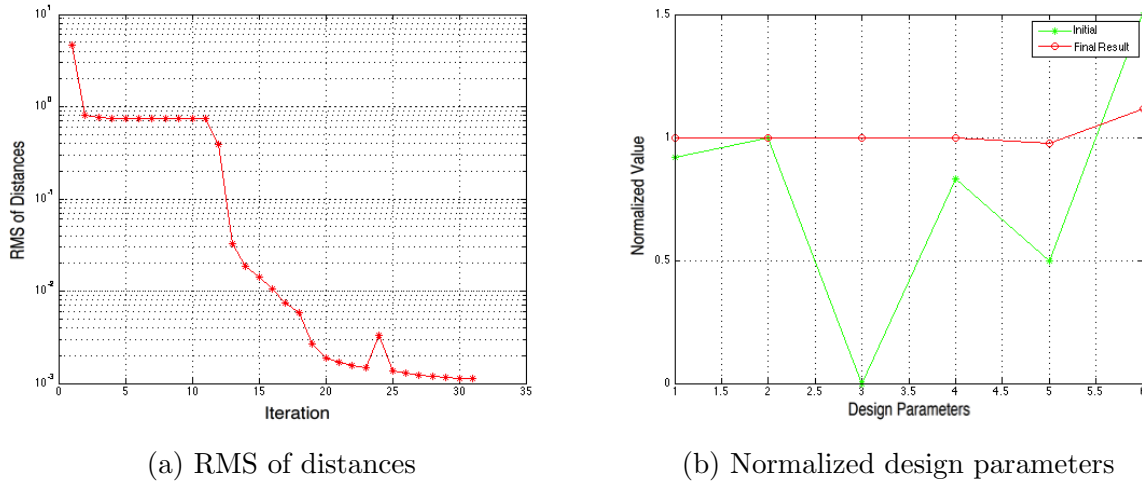 10^1
10^0
10^-1
10^-2
10^-3
RMS of Distances
0 5 10 15 20 25 30 35
Iteration
(a) RMS of distances
1.5
1
0.5
0
Normalized Value
Initial
Final Result
1 1.5 2 2.5 3 3.5 4 4.5 5 5.5 6
Design Parameters
(b) Normalized design parameters